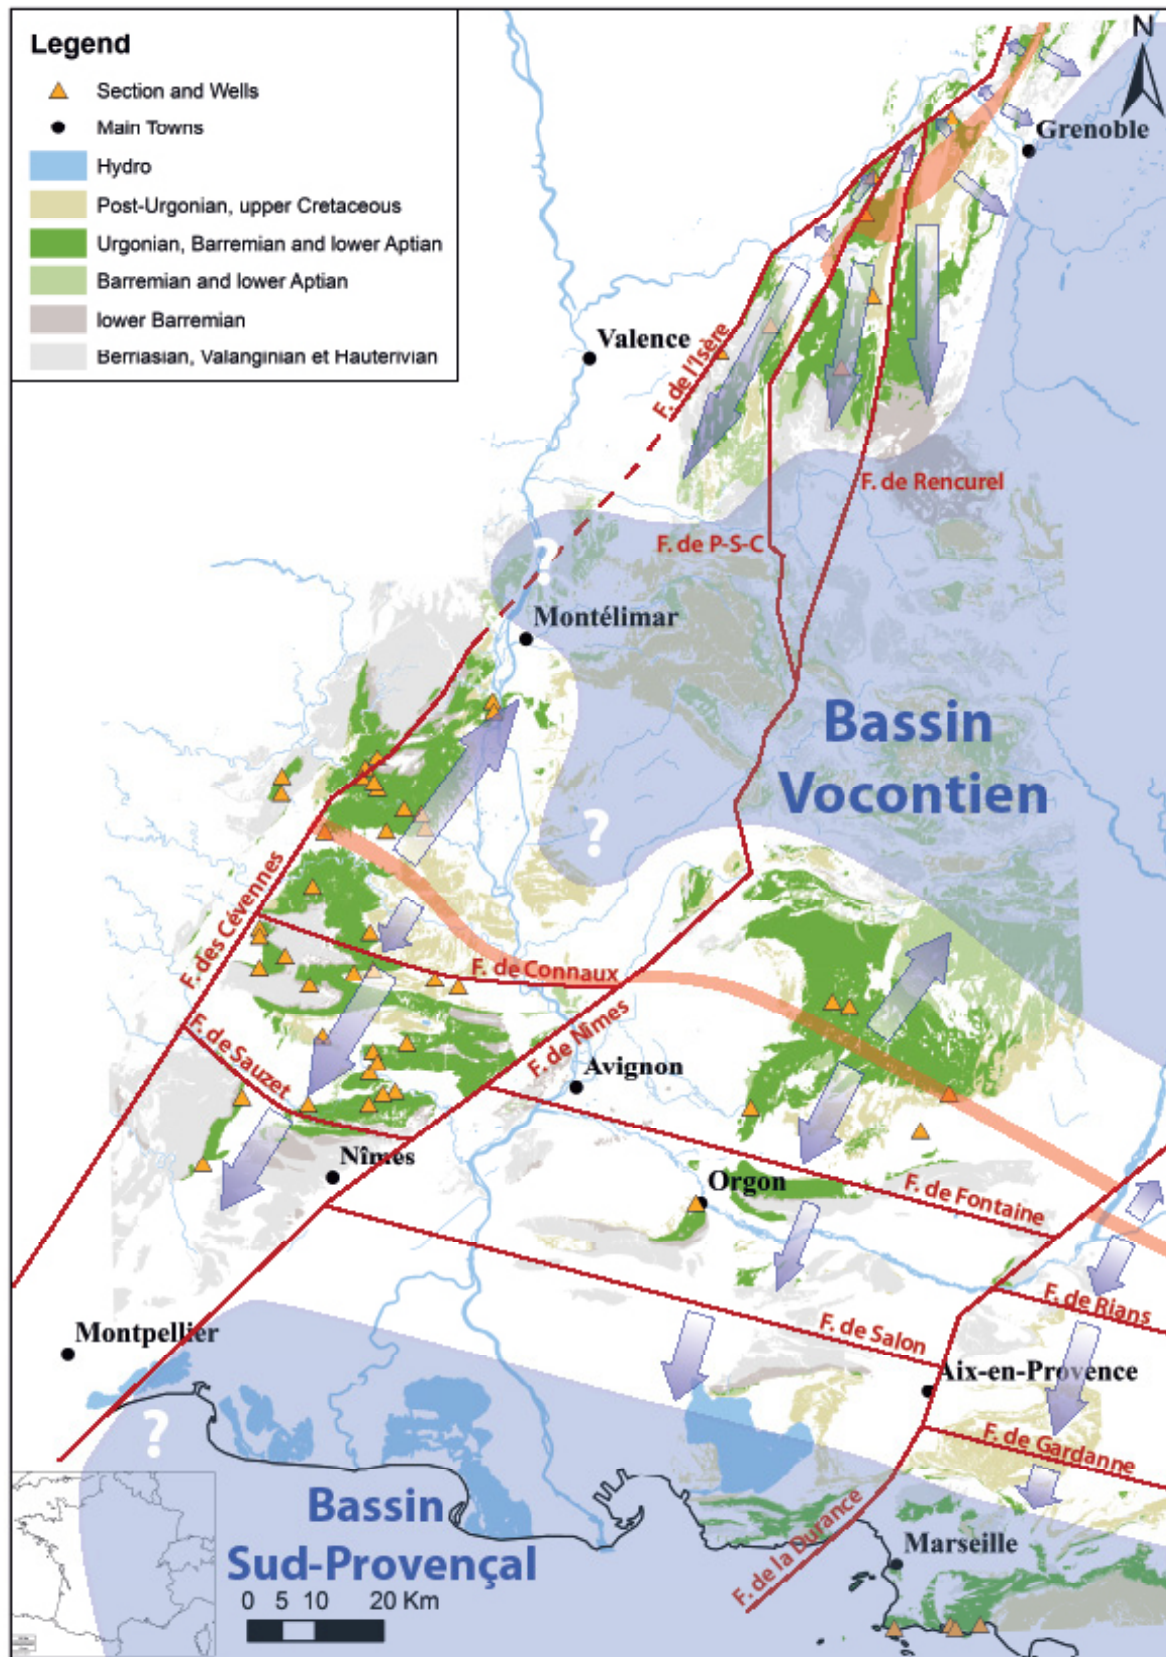 Legend
Section and Wells
Main Towns
Hydro
Post-Urgonian, upper Cretaceous
Urgonian, Barremian and lower Aptian
Barremian and lower Aptian
lower Barremian
Berriasian, Valanginian et Hauterivian
N
Grenoble
Valence
F. de l'Isère
F. de Rencurel
F. de P-S-C
?
Montélimar
Bassin
Vocontien
?
F. des Cévennes
F. de Connaux
F. de Nîmes
F. de Sauzet
Avignon
Nîmes
Orgon
F. de Fontaine
F. de Rians
Montpellier
F. de Salon
Aix-en-Provence
?
F. de Gardanne
Bassin
Sud-Provençal
F. de la Durance
Marseille
0 5 10 20 Km